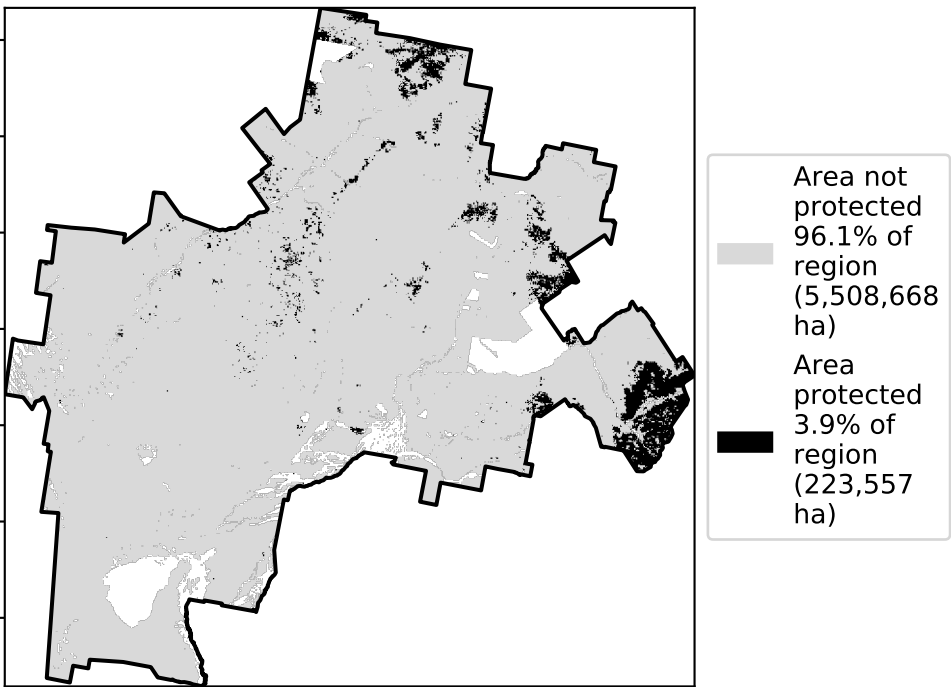 Area not
protected
96.1% of
region
(5,508,668
ha)
Area
protected
3.9% of
region
(223,557
ha)